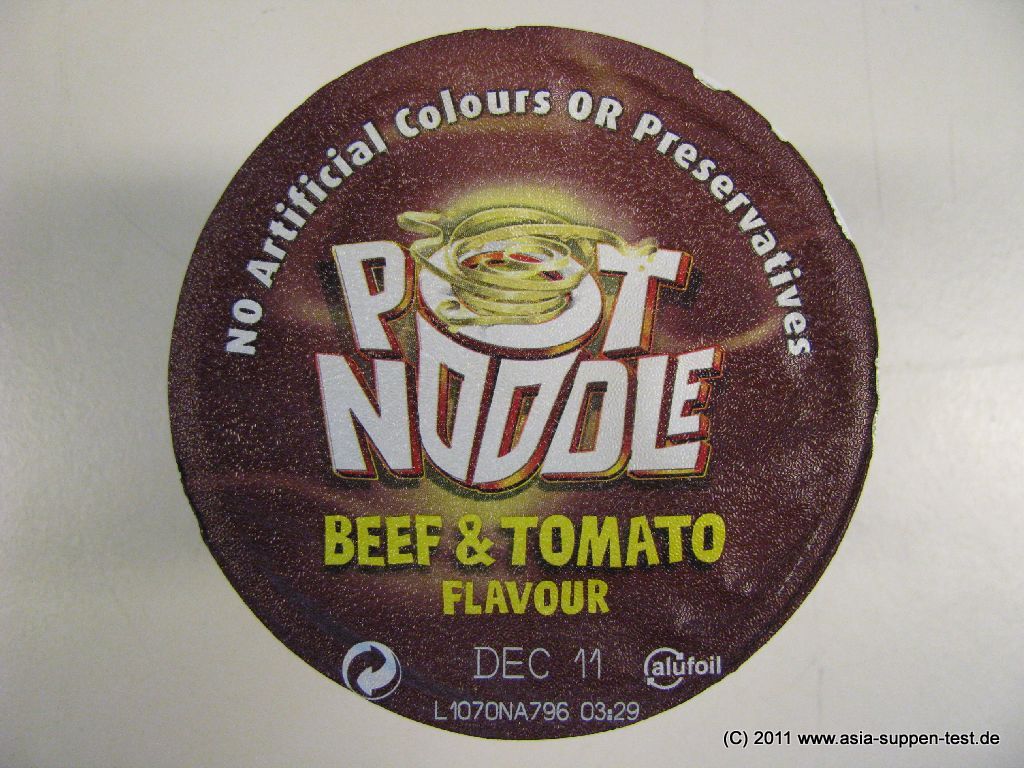 NO Artificial Colours OR Preservatives
POT
NOODLE
BEEF & TOMATO
FLAVOUR
DEC 11
alufoil
L1070NA796 03:29
(C) 2011 www.asia-suppen-test.de